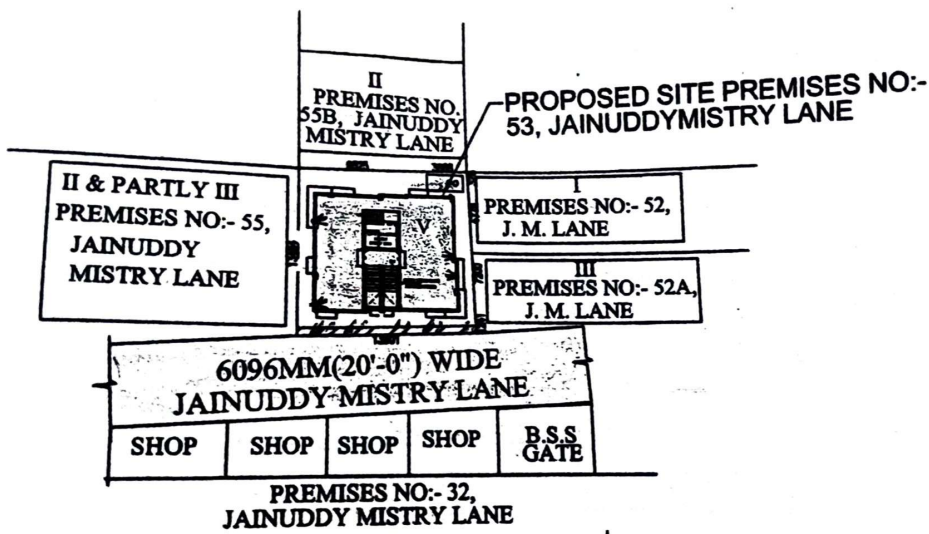 II
PREMISES NO.
55B, JAINUDDY
MISTRY LANE
PROPOSED SITE PREMISES NO:-
53, JAINUDDYMISTRY LANE
II & PARTLY III
PREMISES NO:- 55,
JAINUDDY
MISTRY LANE
V
I
PREMISES NO:- 52,
J. M. LANE
III
PREMISES NO:- 52A,
J. M. LANE
6096MM(20'-0") WIDE
JAINUDDY MISTRY LANE
SHOP
SHOP
SHOP
SHOP
B.S.S
GATE
PREMISES NO:- 32,
JAINUDDY MISTRY LANE